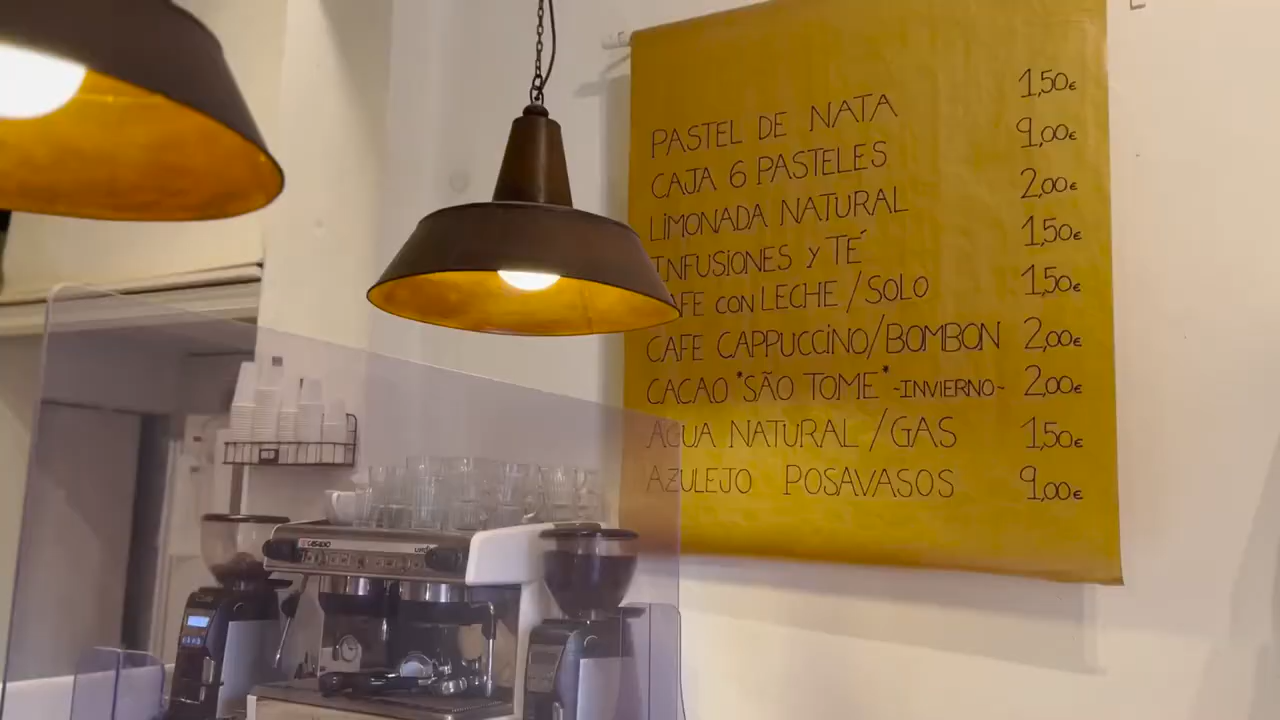 PASTEL DE NATA 1,50€
CAJA 6 PASTELES 9,00€
LIMONADA NATURAL 2,00€
INFUSIONES y TÉ 1,50€
CAFE con LECHE / SOLO 1,50€
CAFE CAPPUCCINO/BOMBON 2,00€
CACAO *SÃO TOME* -INVIERNO- 2,00€
AGUA NATURAL / GAS 1,50€
AZULEJO POSAVASOS 9,00€